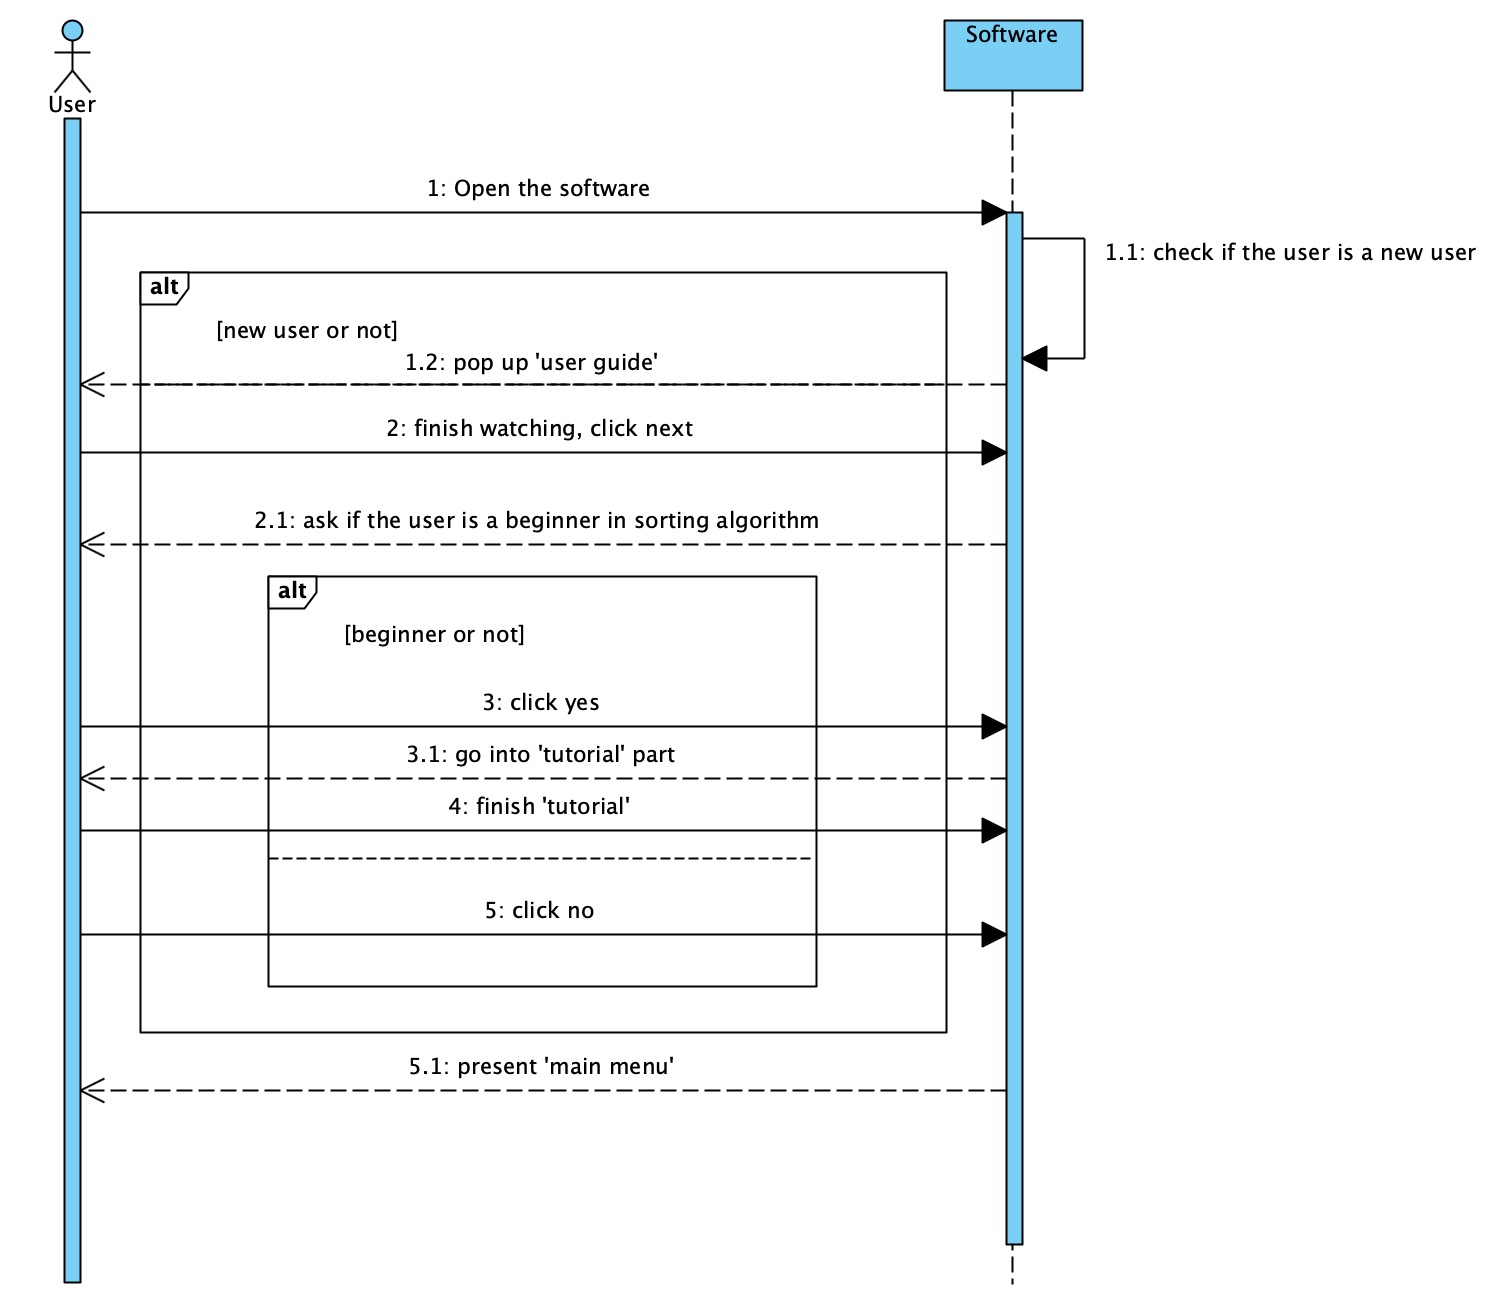 User
Software
1: Open the software
1.1: check if the user is a new user
alt
[new user or not]
1.2: pop up 'user guide'
2: finish watching, click next
2.1: ask if the user is a beginner in sorting algorithm
alt
[beginner or not]
3: click yes
3.1: go into 'tutorial' part
4: finish 'tutorial'
5: click no
5.1: present 'main menu'